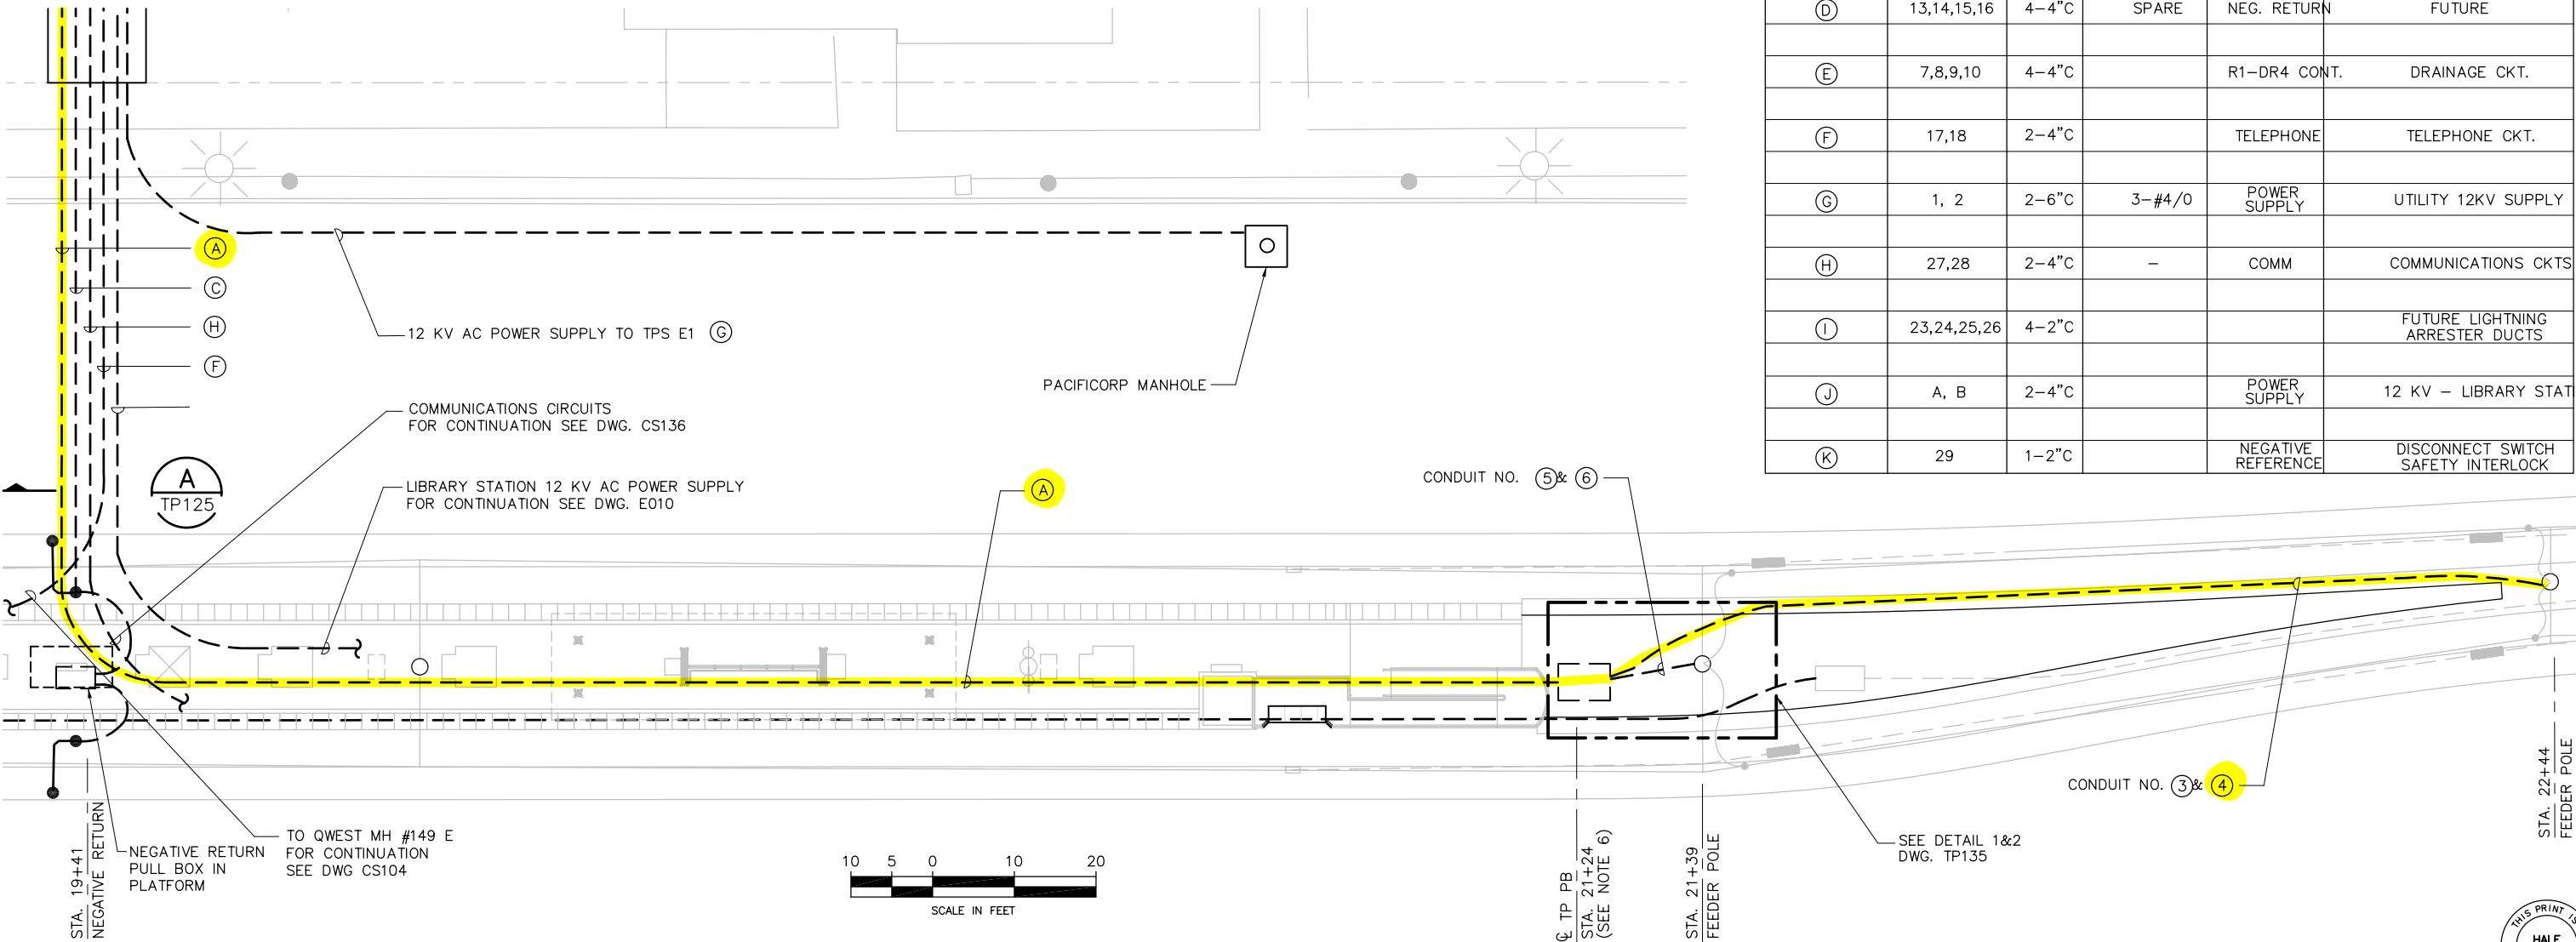 D 13,14,15,16 4-4"C SPARE NEG. RETURN FUTURE
E 7,8,9,10 4-4"C R1-DR4 CONT. DRAINAGE CKT.
F 17,18 2-4"C TELEPHONE TELEPHONE CKT.
G 1, 2 2-6"C 3-#4/0 POWER SUPPLY UTILITY 12KV SUPPLY
H 27,28 2-4"C - COMM COMMUNICATIONS CKTS
I 23,24,25,26 4-2"C FUTURE LIGHTNING ARRESTER DUCTS
J A, B 2-4"C POWER SUPPLY 12 KV - LIBRARY STATI
K 29 1-2"C NEGATIVE REFERENCE DISCONNECT SWITCH SAFETY INTERLOCK
A
C
H
F
12 KV AC POWER SUPPLY TO TPS E1 G
PACIFICORP MANHOLE
COMMUNICATIONS CIRCUITS
FOR CONTINUATION SEE DWG. CS136
A
TP125
LIBRARY STATION 12 KV AC POWER SUPPLY
FOR CONTINUATION SEE DWG. E010
A
CONDUIT NO. 5 & 6
CONDUIT NO. 3 & 4
STA. 19+41
NEGATIVE RETURN
NEGATIVE RETURN
PULL BOX IN
PLATFORM
TO QWEST MH #149 E
FOR CONTINUATION
SEE DWG CS104
10 5 0 10 20
SCALE IN FEET
℄ TP PB
STA. 21+24
(SEE NOTE 6)
STA. 21+39
FEEDER POLE
SEE DETAIL 1&2
DWG. TP135
STA. 22+44
FEEDER POLE
THIS PRINT IS
HALF